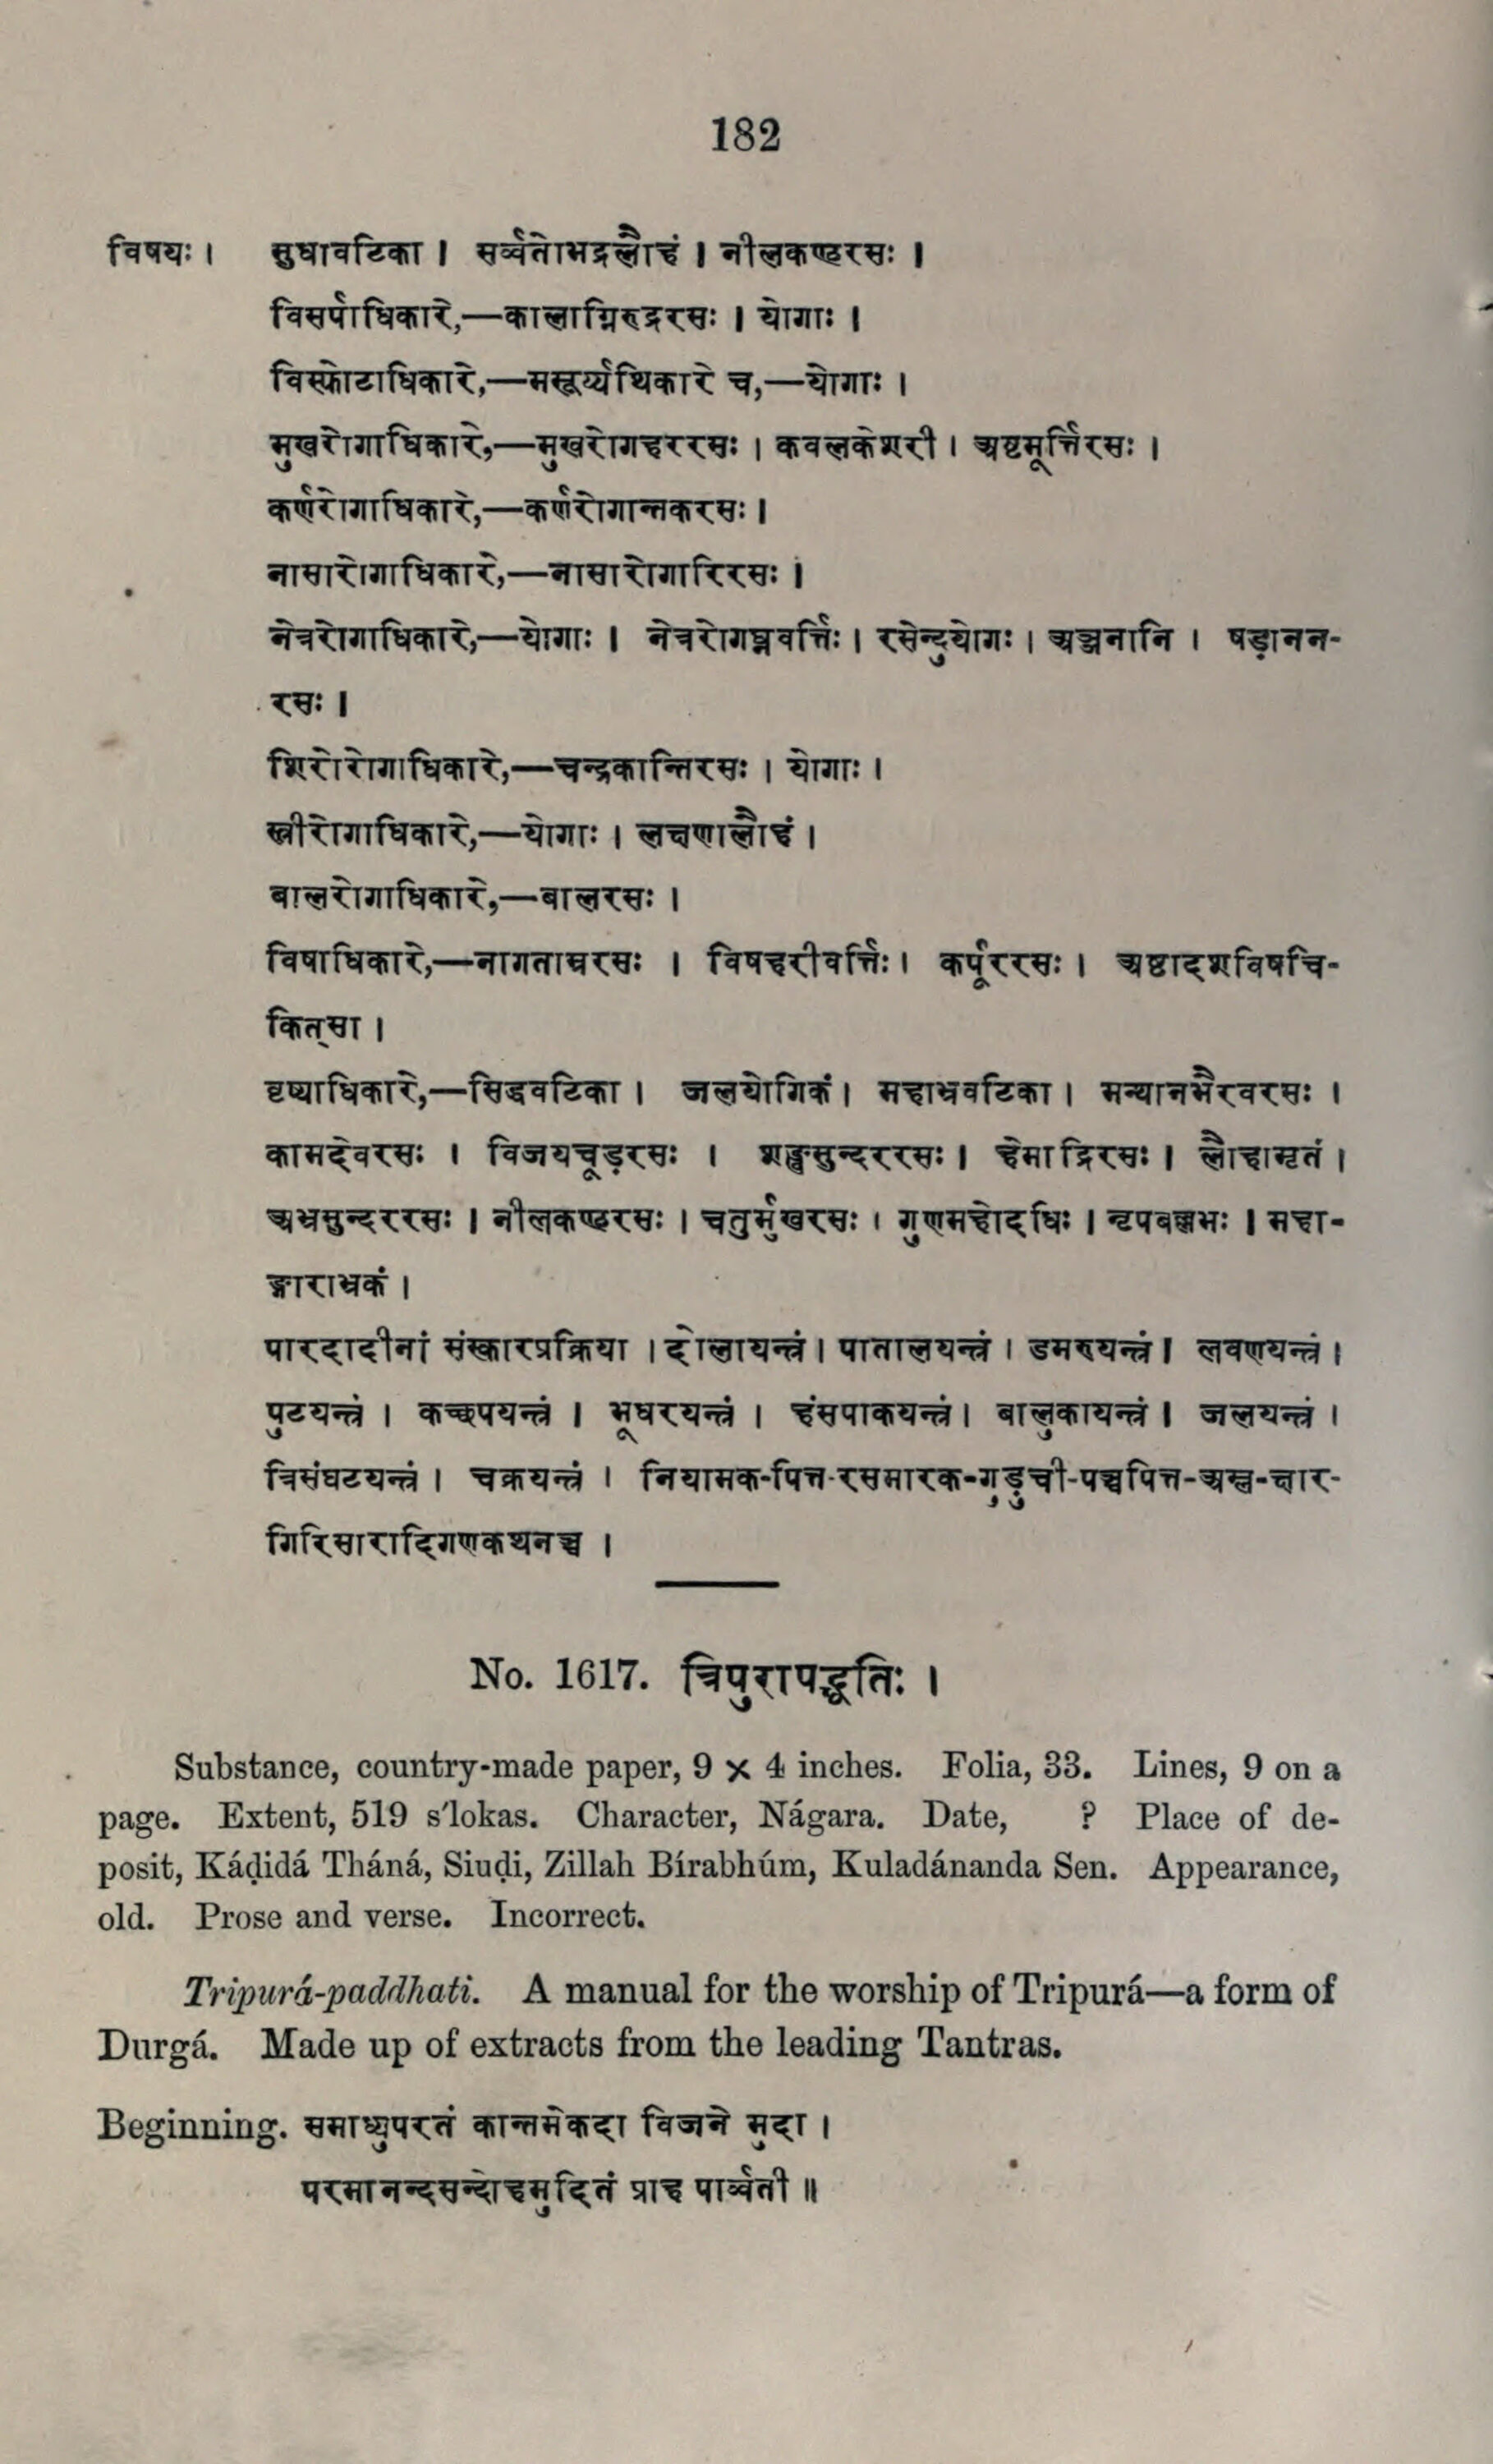 182
विषयः । सुधावटिका । सर्व्वतोभद्रलौहं । नीलकण्ठरसः ।
विसर्पाधिकारे,—कालाग्निरुद्ररसः । योगाः ।
विस्फोटाधिकारे,—मसूर्य्यधिकारे च,—योगाः ।
मुखरोगाधिकारे,—मुखरोगहररसः । कवलकेशरी । अष्टमूर्त्तिरसः ।
कर्णरोगाधिकारे,—कर्णरोगान्तकरसः ।
नासारोगाधिकारे,—नासारोगारिरसः ।
नेत्ररोगाधिकारे,—योगाः । नेत्ररोगघ्नवर्त्तिः । रसेन्दुयोगः । अञ्जनानि । षड़ानन-
रसः ।
शिरोरोगाधिकारे,—चन्द्रकान्तिरसः । योगाः ।
स्त्रीरोगाधिकारे,—योगाः । लक्ष्मणालौहं ।
बालरोगाधिकारे,—बालरसः ।
विषाधिकारे,—नागताम्ररसः । विषहरीवर्त्तिः । कर्पूररसः । अष्टादशविषचि-
कित्सा ।
वृष्याधिकारे,—सिद्धवटिका । जलयोगिकं । महाभ्रवटिका । मन्थानभैरवरसः ।
कामदेवरसः । विजयचूड़रसः । शङ्खसुन्दररसः । हेमाद्रिरसः । लौहामृतं ।
अभ्रसुन्दररसः । नीलकण्ठरसः । चतुर्मुखरसः । गुणमहोदधिः । नृपवल्लभः । महा-
ङ्गाराभ्रकं ।
पारदादीनां संस्कारप्रक्रिया । दोलायन्त्रं । पातालयन्त्रं । डमरुयन्त्रं । लवणयन्त्रं ।
पुटयन्त्रं । कच्छपयन्त्रं । भूधरयन्त्रं । हंसपाकयन्त्रं । बालुकायन्त्रं । जलयन्त्रं ।
त्रिसंघटयन्त्रं । चक्रयन्त्रं । नियामक-पित्त-रसमारक-गुड़ुची-पञ्चपित्त-अम्ल-क्षार-
गिरिसारादिगणकथनञ्च ।
No. 1617. त्रिपुरापद्धतिः ।
Substance, country-made paper, 9 × 4 inches. Folia, 33. Lines, 9 on a
page. Extent, 519 s'lokas. Character, Nágara. Date, ? Place of de-
posit, Káḍidá Tháná, Siuḍi, Zillah Bírabhúm, Kuladánanda Sen. Appearance,
old. Prose and verse. Incorrect.
Tripurá-paddhati. A manual for the worship of Tripurá—a form of
Durgá. Made up of extracts from the leading Tantras.
Beginning. समाध्युपरतं कान्तमेकदा विजने मुदा ।
परमानन्दसन्दोहमुदितं प्राह पार्व्वती ॥